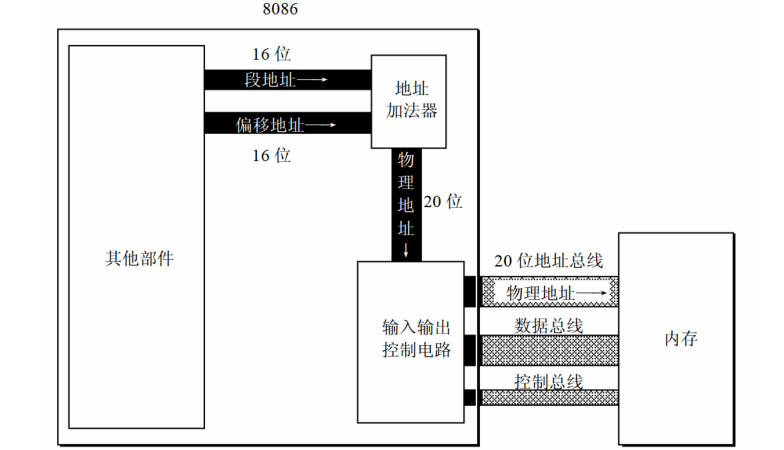 8086
16 位
段地址
地址
加法器
偏移地址
16 位
物
理
地
址
20 位
其他部件
20 位地址总线
物理地址
输入输出
控制电路
数据总线
内存
控制总线